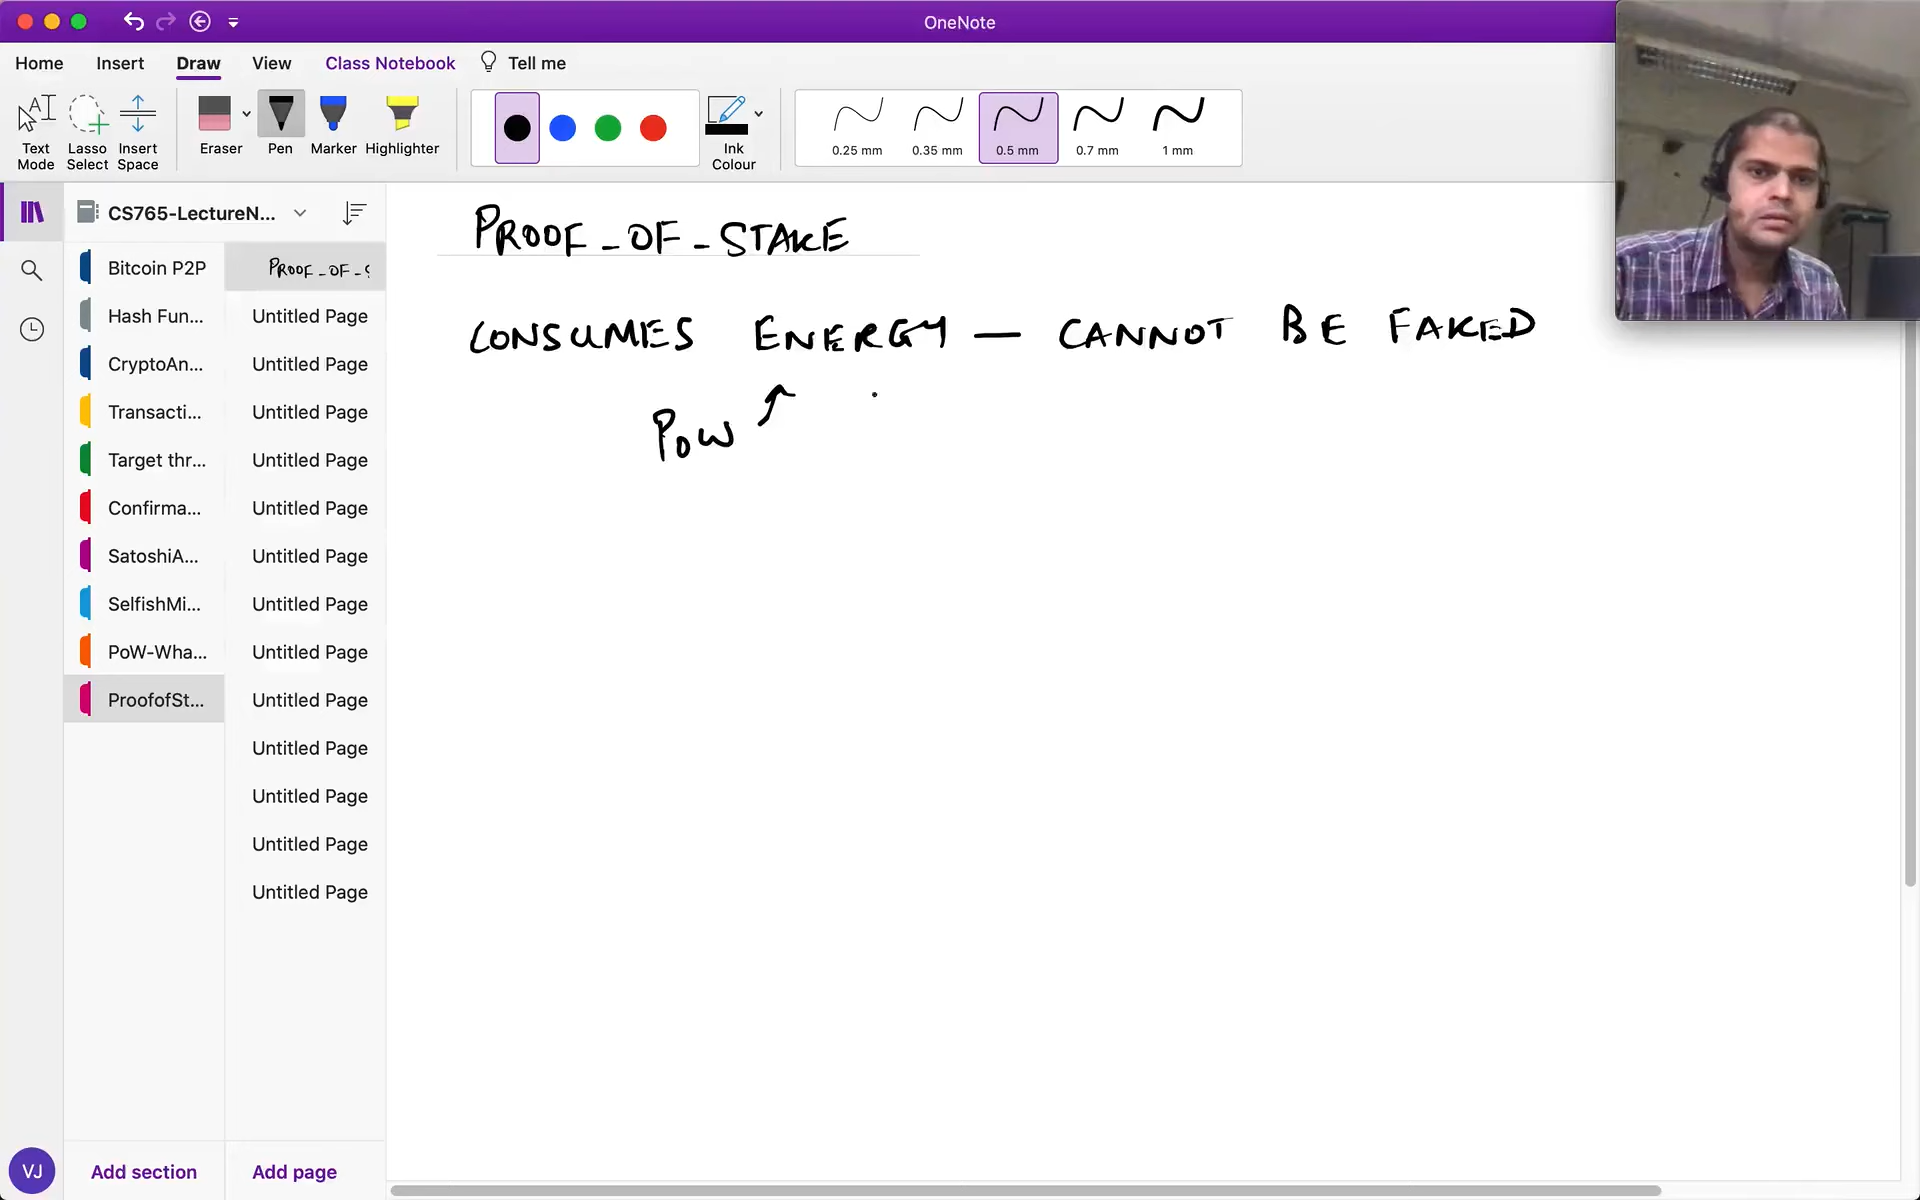 OneNote
Home Insert Draw View Class Notebook Tell me
Text Mode
Lasso Select
Insert Space
Eraser
Pen
Marker
Highlighter
Ink Colour
0.25 mm
0.35 mm
0.5 mm
0.7 mm
1 mm
CS765-LectureN...
Bitcoin P2P
Hash Fun...
CryptoAn...
Transacti...
Target thr...
Confirma...
SatoshiA...
SelfishMi...
PoW-Wha...
ProofofSt...
PROOF-OF-S
Untitled Page
Untitled Page
Untitled Page
Untitled Page
Untitled Page
Untitled Page
Untitled Page
Untitled Page
Untitled Page
Untitled Page
Untitled Page
Untitled Page
Untitled Page
PROOF-OF-STAKE
CONSUMES ENERGY — CANNOT BE FAKED
PoW
VJ
Add section
Add page